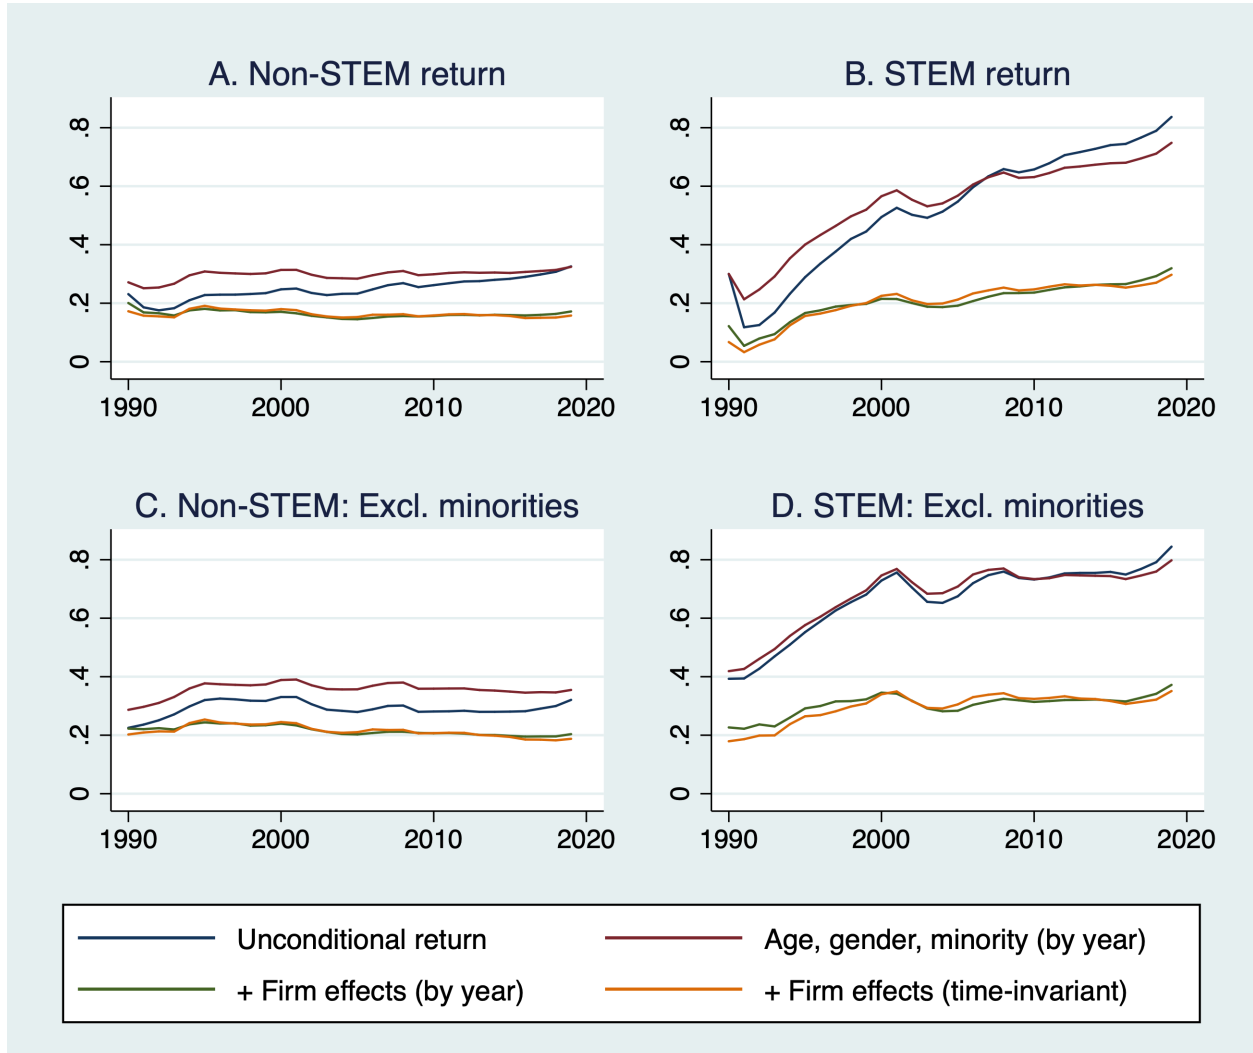 A. Non-STEM return
.8
.6
.4
.2
0
1990 2000 2010 2020
B. STEM return
.8
.6
.4
.2
0
1990 2000 2010 2020
C. Non-STEM: Excl. minorities
.8
.6
.4
.2
0
1990 2000 2010 2020
D. STEM: Excl. minorities
.8
.6
.4
.2
0
1990 2000 2010 2020
Unconditional return
Age, gender, minority (by year)
+ Firm effects (by year)
+ Firm effects (time-invariant)